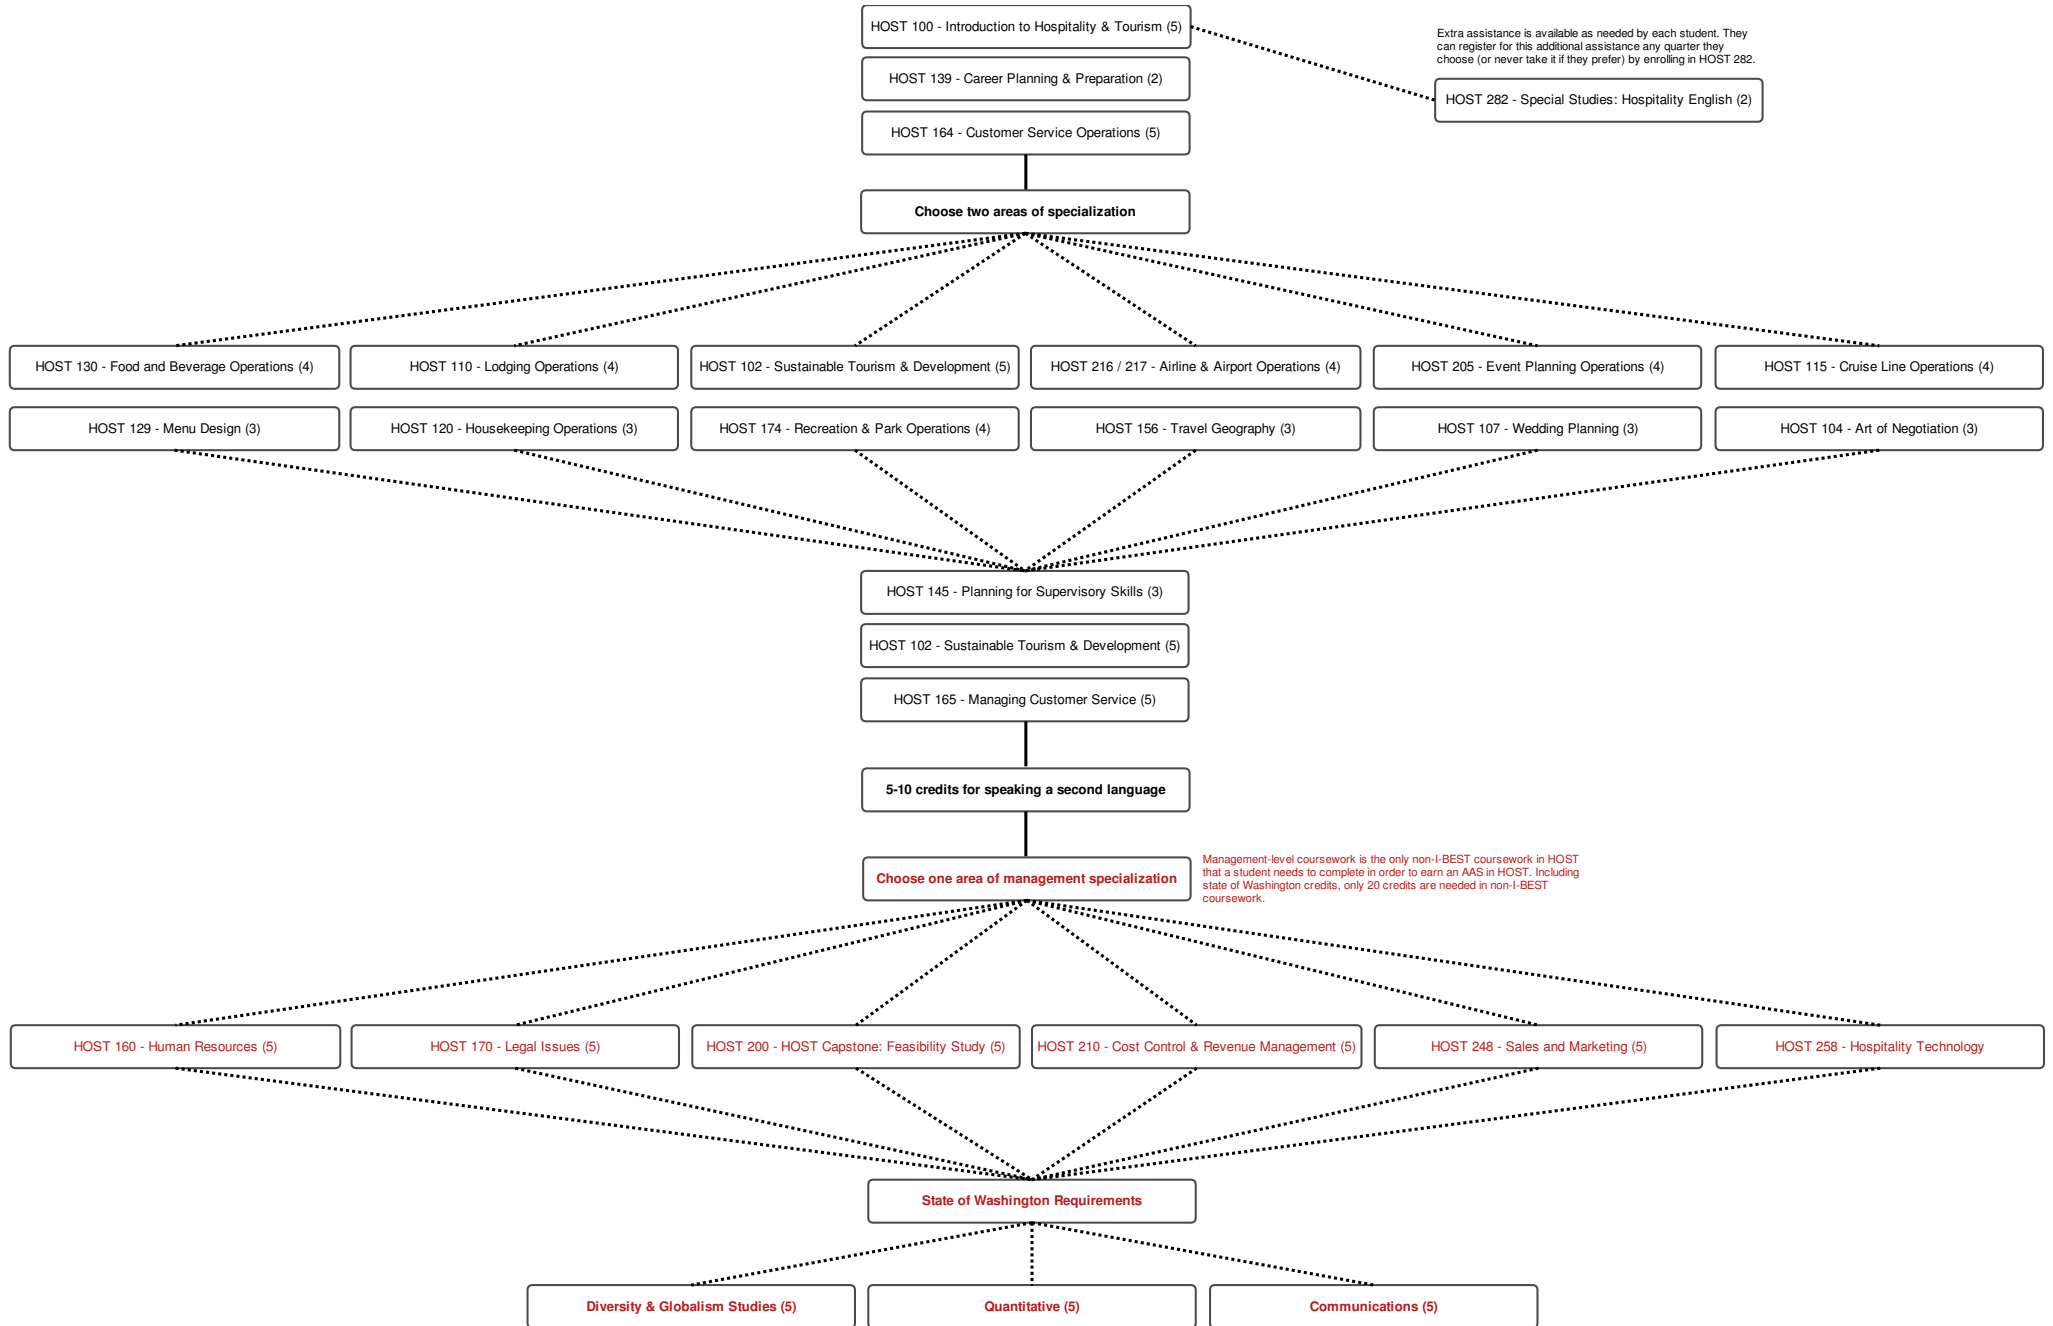 HOST 100 - Introduction to Hospitality & Tourism (5)
Extra assistance is available as needed by each student. They
can register for this additional assistance any quarter they
choose (or never take it if they prefer) by enrolling in HOST 282.
HOST 139 - Career Planning & Preparation (2)
HOST 282 - Special Studies: Hospitality English (2)
HOST 164 - Customer Service Operations (5)
Choose two areas of specialization
HOST 130 - Food and Beverage Operations (4)
HOST 110 - Lodging Operations (4)
HOST 102 - Sustainable Tourism & Development (5)
HOST 216 / 217 - Airline & Airport Operations (4)
HOST 205 - Event Planning Operations (4)
HOST 115 - Cruise Line Operations (4)
HOST 129 - Menu Design (3)
HOST 120 - Housekeeping Operations (3)
HOST 174 - Recreation & Park Operations (4)
HOST 156 - Travel Geography (3)
HOST 107 - Wedding Planning (3)
HOST 104 - Art of Negotiation (3)
HOST 145 - Planning for Supervisory Skills (3)
HOST 102 - Sustainable Tourism & Development (5)
HOST 165 - Managing Customer Service (5)
5-10 credits for speaking a second language
Choose one area of management specialization
Management-level coursework is the only non-I-BEST coursework in HOST
that a student needs to complete in order to earn an AAS in HOST. Including
state of Washington credits, only 20 credits are needed in non-I-BEST
coursework.
HOST 160 - Human Resources (5)
HOST 170 - Legal Issues (5)
HOST 200 - HOST Capstone: Feasibility Study (5)
HOST 210 - Cost Control & Revenue Management (5)
HOST 248 - Sales and Marketing (5)
HOST 258 - Hospitality Technology
State of Washington Requirements
Diversity & Globalism Studies (5)
Quantitative (5)
Communications (5)